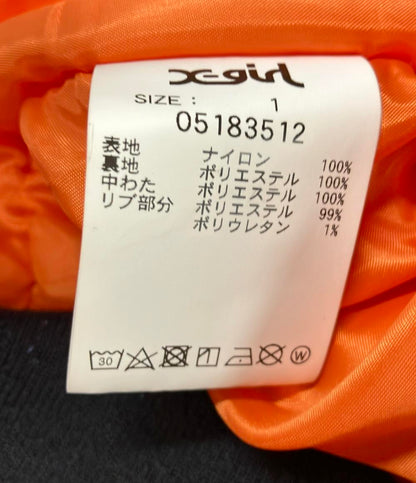 X-girl
SIZE : 1
05183512
表地 ナイロン 100%
裏地 ポリエステル 100%
中わた ポリエステル 100%
リブ部分 ポリエステル 99%
ポリウレタン 1%
30 W